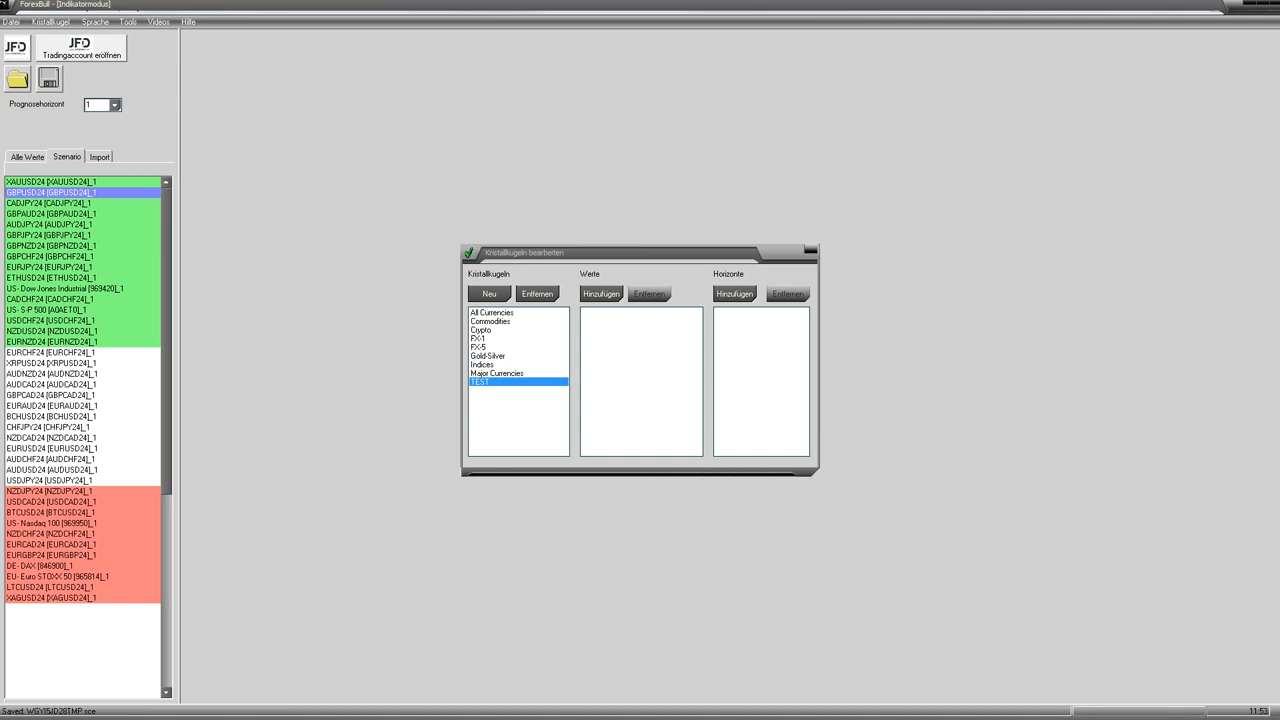 ForexBull - [Indikatormodus]
Datei Kristallkugel Sprache Tools Videos Hilfe
JFD
JFD
Tradingaccount eröffnen
Prognosehorizont 1
Alle Werte Szenario Import
XAUUSD24 [XAUUSD24]_1
GBPUSD24 [GBPUSD24]_1
CADJPY24 [CADJPY24]_1
GBPAUD24 [GBPAUD24]_1
AUDJPY24 [AUDJPY24]_1
GBPJPY24 [GBPJPY24]_1
GBPNZD24 [GBPNZD24]_1
GBPCHF24 [GBPCHF24]_1
EURJPY24 [EURJPY24]_1
ETHUSD24 [ETHUSD24]_1
US- Dow Jones Industrial [969420]_1
CADCHF24 [CADCHF24]_1
US- S-P 500 [A0AET0]_1
USDCHF24 [USDCHF24]_1
NZDUSD24 [NZDUSD24]_1
EURNZD24 [EURNZD24]_1
EURCHF24 [EURCHF24]_1
XRPUSD24 [XRPUSD24]_1
AUDNZD24 [AUDNZD24]_1
AUDCAD24 [AUDCAD24]_1
GBPCAD24 [GBPCAD24]_1
EURAUD24 [EURAUD24]_1
BCHUSD24 [BCHUSD24]_1
CHFJPY24 [CHFJPY24]_1
NZDCAD24 [NZDCAD24]_1
EURUSD24 [EURUSD24]_1
AUDCHF24 [AUDCHF24]_1
AUDUSD24 [AUDUSD24]_1
USDJPY24 [USDJPY24]_1
NZDJPY24 [NZDJPY24]_1
USDCAD24 [USDCAD24]_1
BTCUSD24 [BTCUSD24]_1
US- Nasdaq 100 [969950]_1
NZDCHF24 [NZDCHF24]_1
EURCAD24 [EURCAD24]_1
EURGBP24 [EURGBP24]_1
DE- DAX [846900]_1
EU- Euro STOXX 50 [965814]_1
LTCUSD24 [LTCUSD24]_1
XAGUSD24 [XAGUSD24]_1
Kristallkugeln bearbeiten
Kristallkugeln Werte Horizonte
Neu Entfernen Hinzufügen Entfernen Hinzufügen Entfernen
All Currencies
Commodities
Crypto
FX-1
FX-5
Gold-Silver
Indices
Major Currencies
TEST
Saved: WGY15JD28TMP.sce 11:53